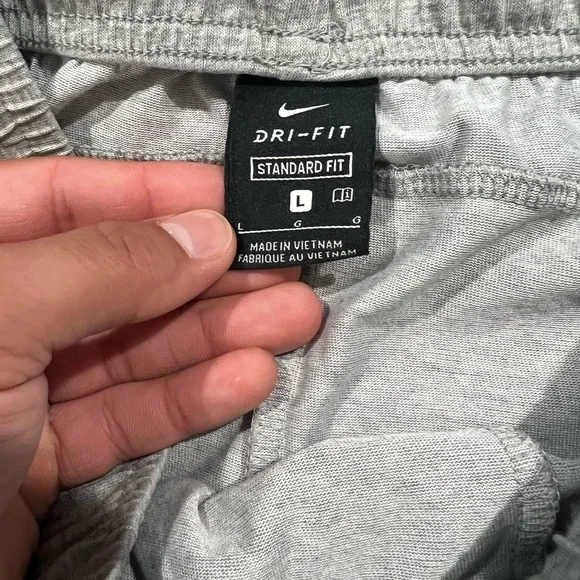 DRI-FIT
STANDARD FIT
L
L G G
MADE IN VIETNAM
FABRIQUE AU VIETNAM